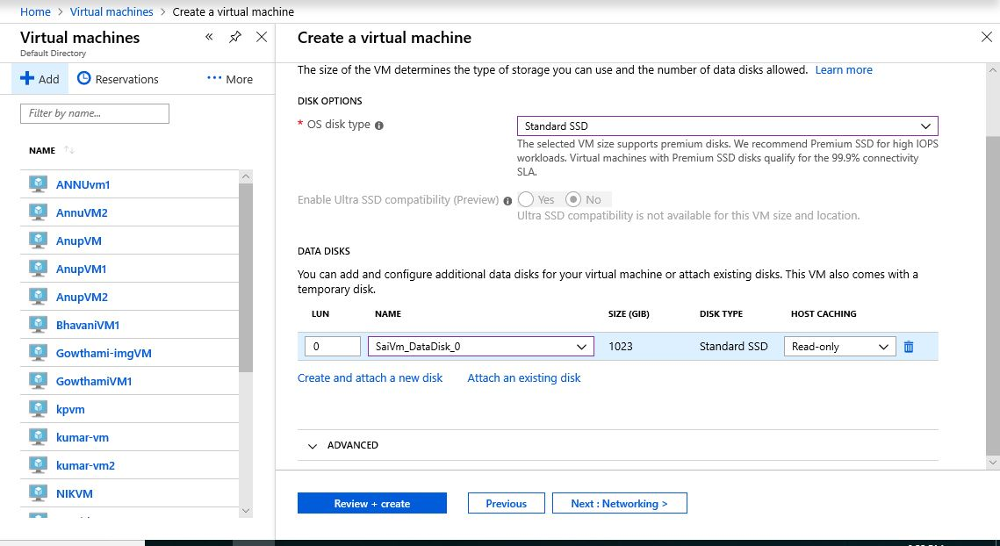 Home > Virtual machines > Create a virtual machine
Virtual machines
Default Directory
Add Reservations ••• More
Filter by name...
NAME
ANNUvm1
AnnuVM2
AnupVM
AnupVM1
AnupVM2
BhavaniVM1
Gowthami-imgVM
GowthamiVM1
kpvm
kumar-vm
kumar-vm2
NIKVM
Create a virtual machine
The size of the VM determines the type of storage you can use and the number of data disks allowed. Learn more
DISK OPTIONS
* OS disk type
Standard SSD
The selected VM size supports premium disks. We recommend Premium SSD for high IOPS
workloads. Virtual machines with Premium SSD disks qualify for the 99.9% connectivity
SLA.
Enable Ultra SSD compatibility (Preview) Yes No
Ultra SSD compatibility is not available for this VM size and location.
DATA DISKS
You can add and configure additional data disks for your virtual machine or attach existing disks. This VM also comes with a
temporary disk.
LUN NAME SIZE (GIB) DISK TYPE HOST CACHING
0 SaiVm_DataDisk_0 1023 Standard SSD Read-only
Create and attach a new disk Attach an existing disk
ADVANCED
Review + create Previous Next : Networking >